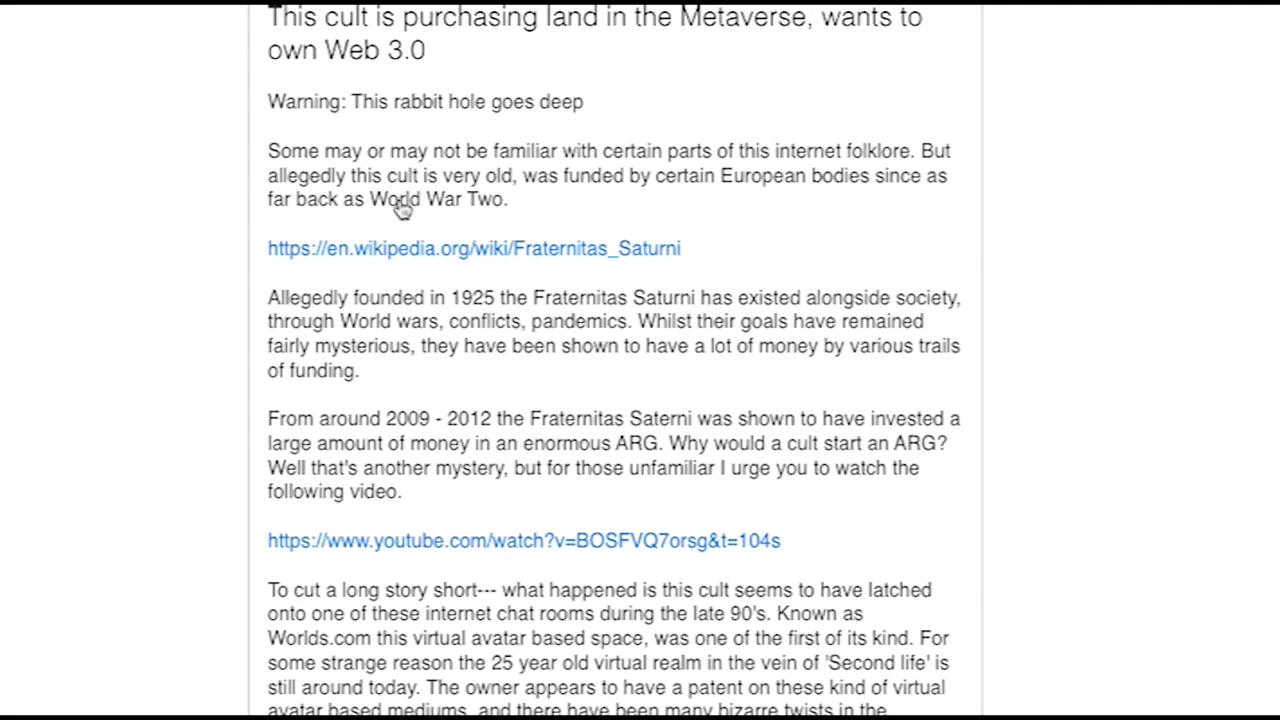 This cult is purchasing land in the Metaverse, wants to
own Web 3.0
Warning: This rabbit hole goes deep
Some may or may not be familiar with certain parts of this internet folklore. But
allegedly this cult is very old, was funded by certain European bodies since as
far back as World War Two.
https://en.wikipedia.org/wiki/Fraternitas_Saturni
Allegedly founded in 1925 the Fraternitas Saturni has existed alongside society,
through World wars, conflicts, pandemics. Whilst their goals have remained
fairly mysterious, they have been shown to have a lot of money by various trails
of funding.
From around 2009 - 2012 the Fraternitas Saterni was shown to have invested a
large amount of money in an enormous ARG. Why would a cult start an ARG?
Well that's another mystery, but for those unfamiliar I urge you to watch the
following video.
https://www.youtube.com/watch?v=BOSFVQ7orsg&t=104s
To cut a long story short--- what happened is this cult seems to have latched
onto one of these internet chat rooms during the late 90's. Known as
Worlds.com this virtual avatar based space, was one of the first of its kind. For
some strange reason the 25 year old virtual realm in the vein of 'Second life' is
still around today. The owner appears to have a patent on these kind of virtual
avatar based mediums, and there have been many bizarre twists in the